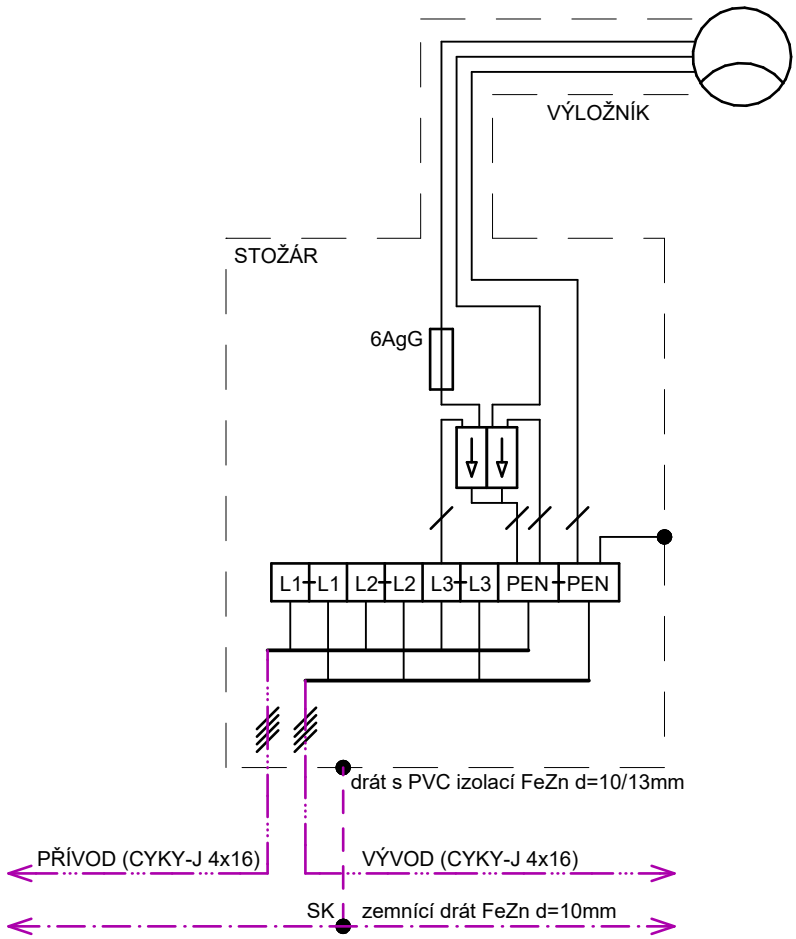 VÝLOŽNÍK
STOŽÁR
6AgG
L1 L1 L2 L2 L3 L3 PEN PEN
drát s PVC izolací FeZn d=10/13mm
PŘÍVOD (CYKY-J 4x16) VÝVOD (CYKY-J 4x16)
SK zemnící drát FeZn d=10mm